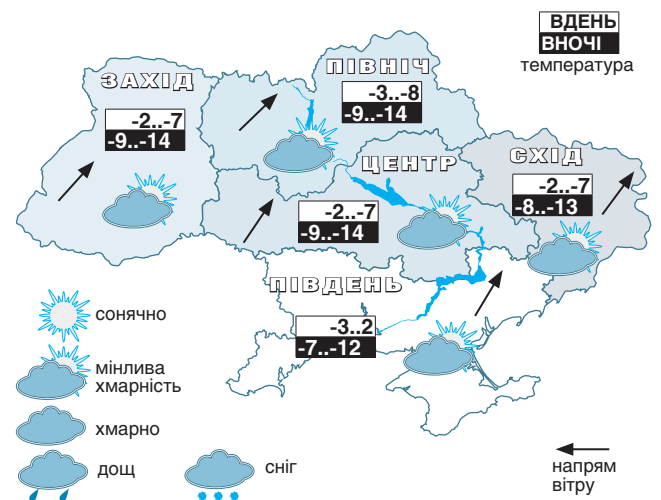 ВДЕНЬ
ВНОЧІ
температура
ПІВНІЧ
-3..-8
-9..-14
ЗАХІД
-2..-7
-9..-14
ЦЕНТР
-2..-7
-9..-14
СХІД
-2..-7
-8..-13
ПІВДЕНЬ
-3..2
-7..-12
сонячно
мінлива
хмарність
хмарно
дощ
сніг
напрям
вітру